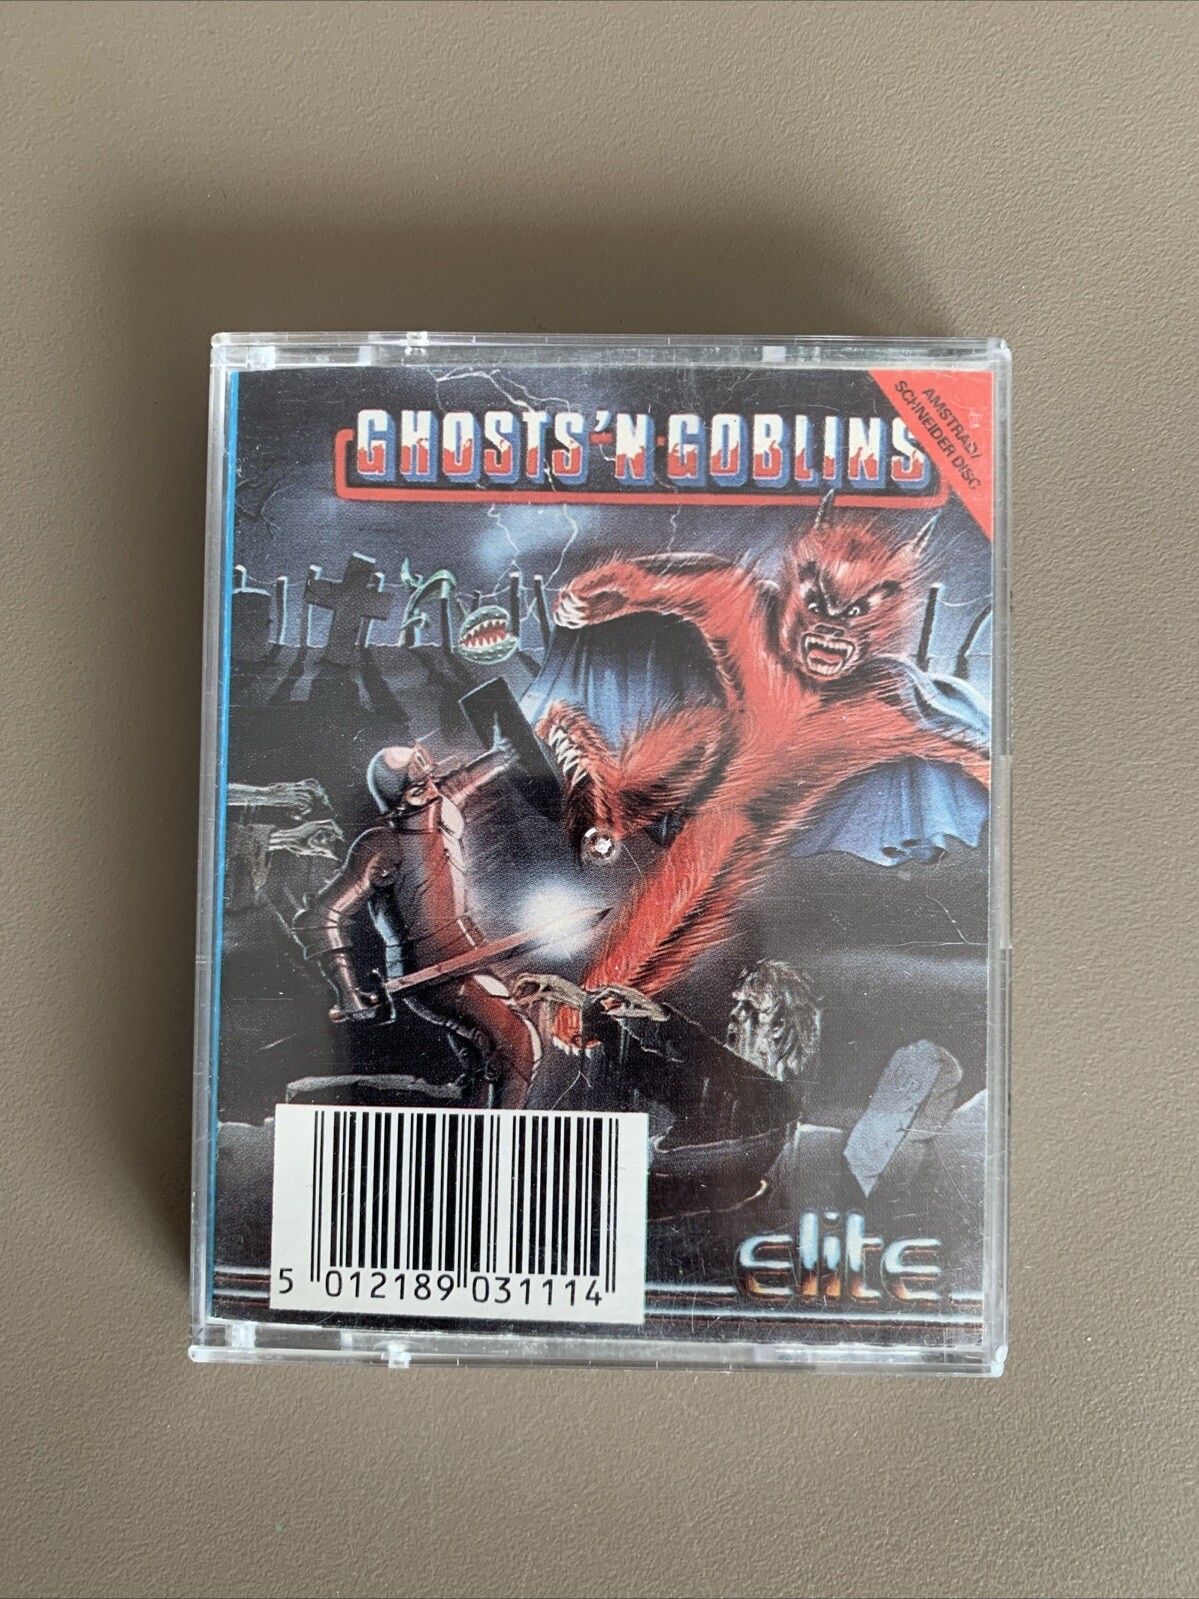 GHOSTS'N GOBLINS
AMSTRAD/
SCHNEIDER DISC
elite
5 012189 031114